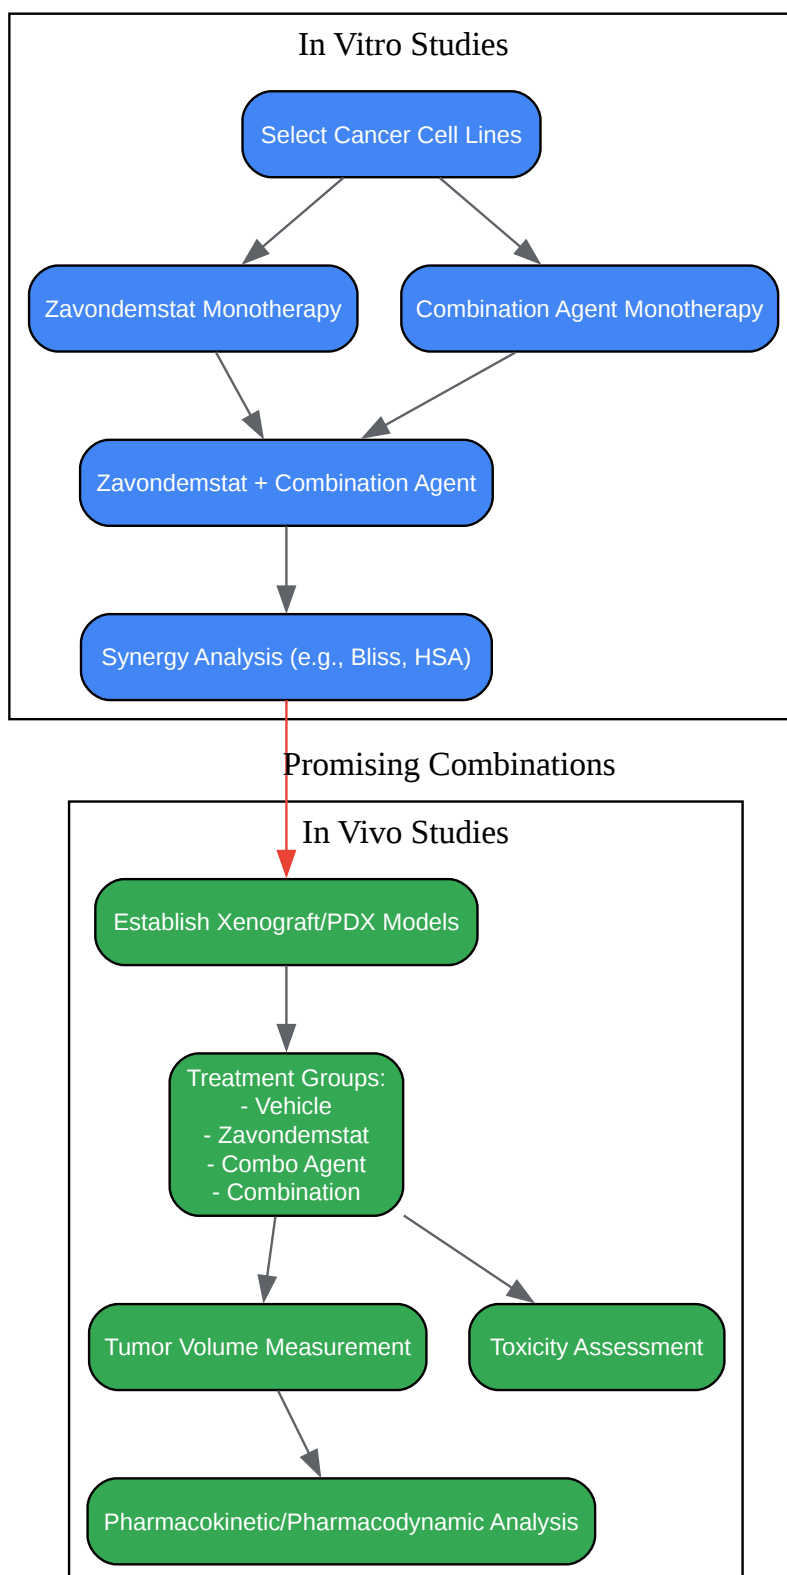 In Vitro Studies
Select Cancer Cell Lines
Zavondemstat Monotherapy
Combination Agent Monotherapy
Zavondemstat + Combination Agent
Synergy Analysis (e.g., Bliss, HSA)
Promising Combinations
In Vivo Studies
Establish Xenograft/PDX Models
Treatment Groups:
- Vehicle
- Zavondemstat
- Combo Agent
- Combination
Tumor Volume Measurement
Toxicity Assessment
Pharmacokinetic/Pharmacodynamic Analysis